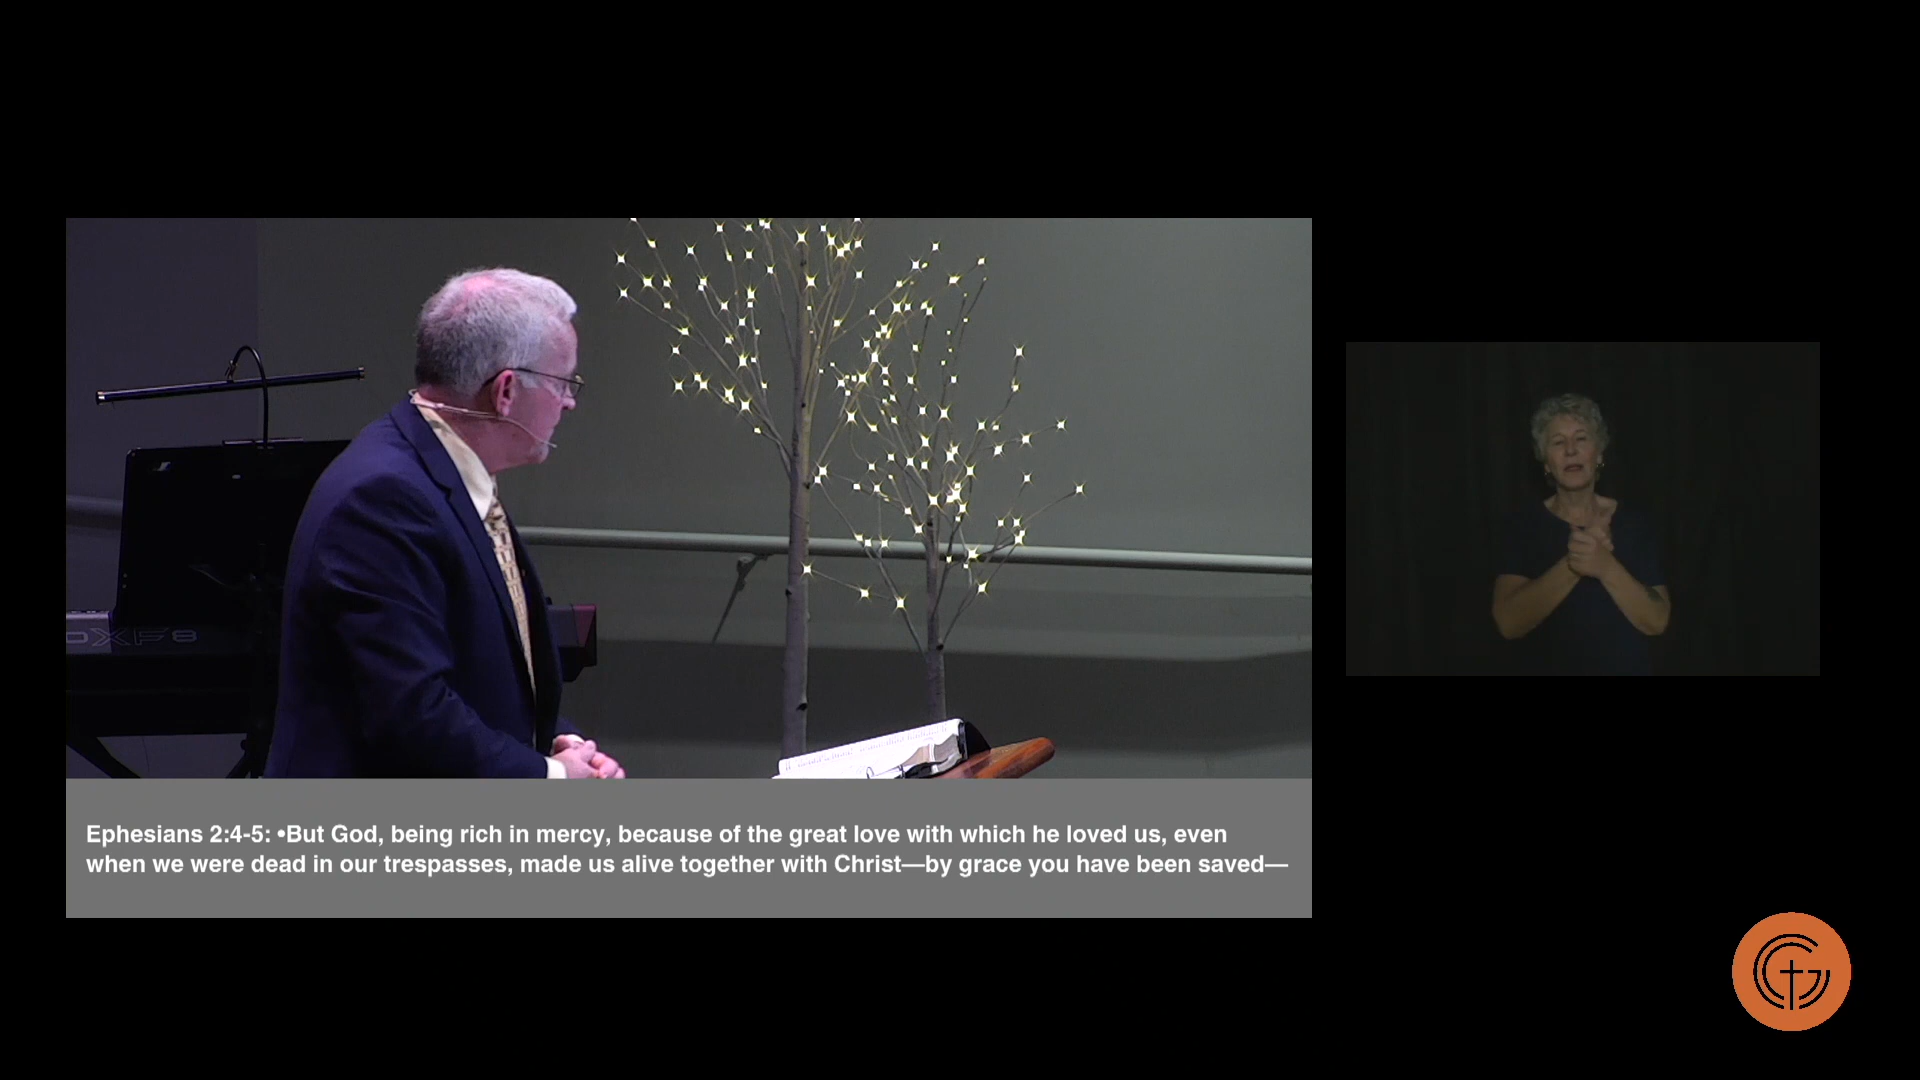 OXF8
Ephesians 2:4-5: •But God, being rich in mercy, because of the great love with which he loved us, even
when we were dead in our trespasses, made us alive together with Christ—by grace you have been saved—